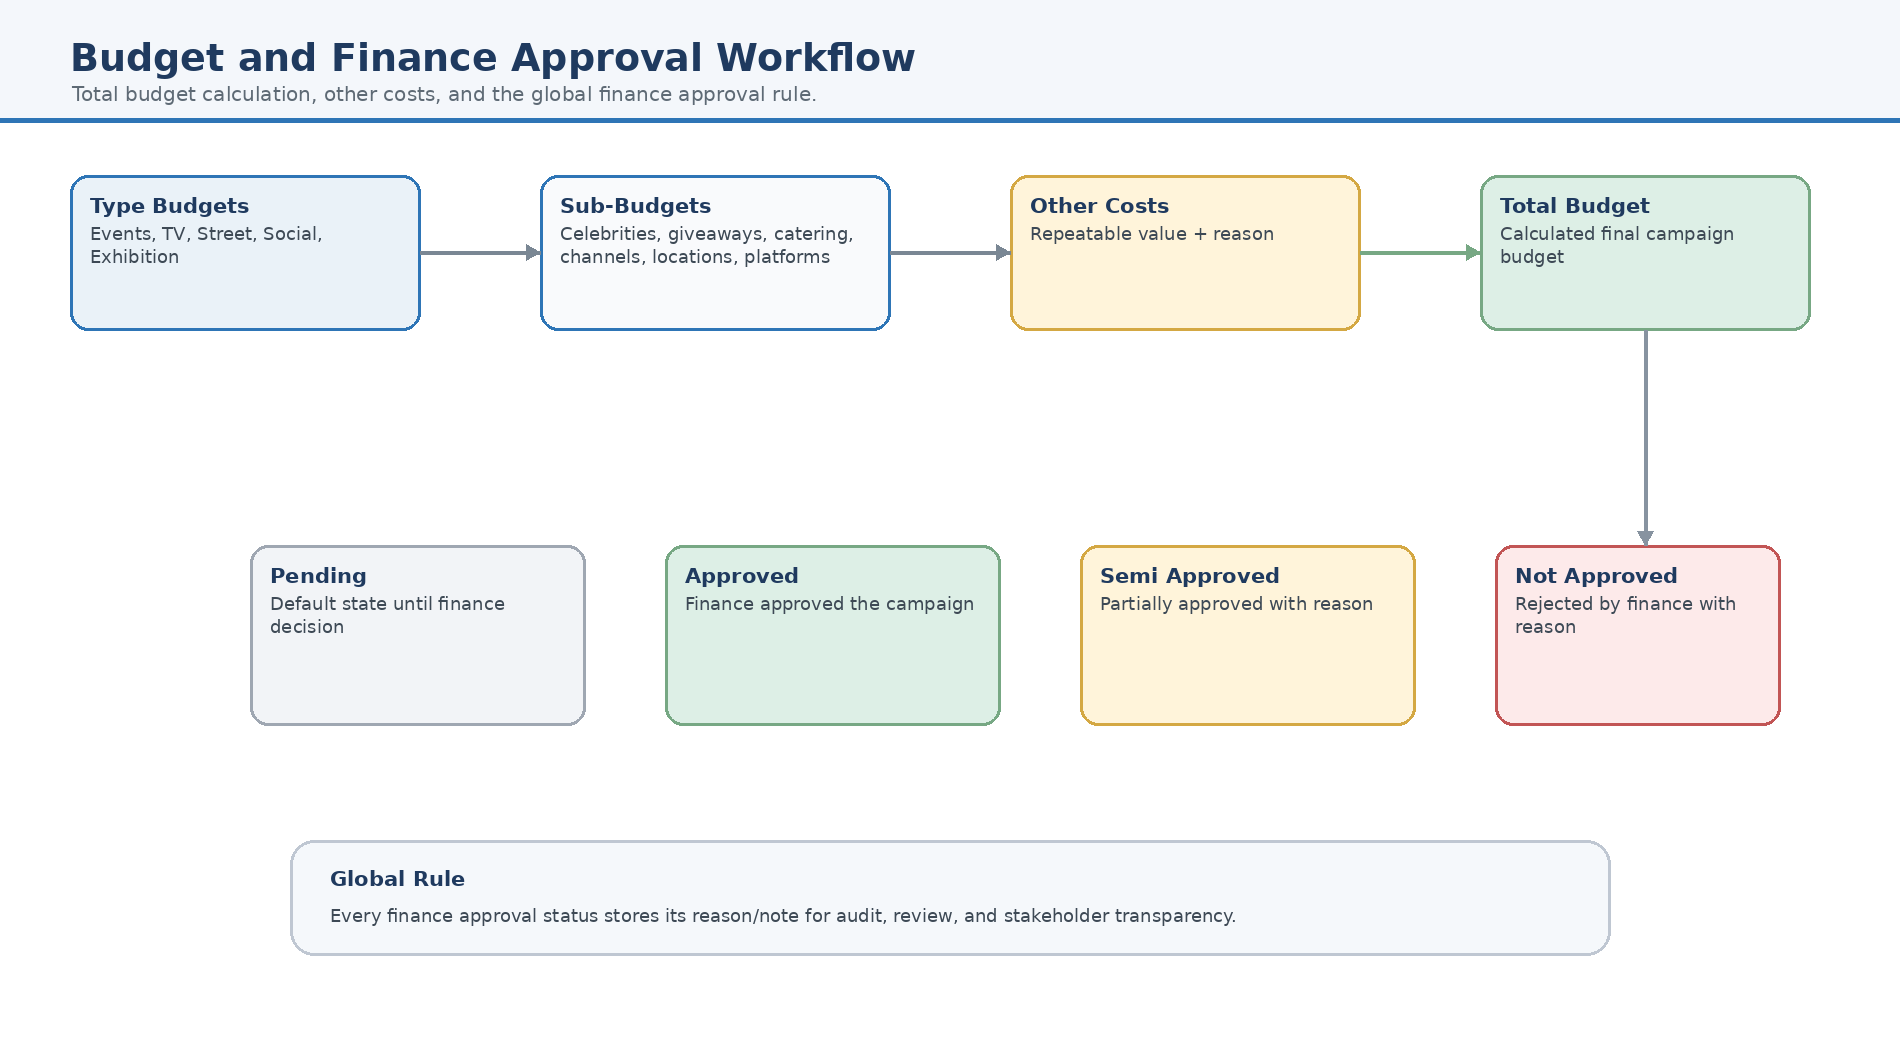 Budget and Finance Approval Workflow
Total budget calculation, other costs, and the global finance approval rule.
Type Budgets
Events, TV, Street, Social,
Exhibition
Sub-Budgets
Celebrities, giveaways, catering,
channels, locations, platforms
Other Costs
Repeatable value + reason
Total Budget
Calculated final campaign
budget
Pending
Default state until finance
decision
Approved
Finance approved the campaign
Semi Approved
Partially approved with reason
Not Approved
Rejected by finance with
reason
Global Rule
Every finance approval status stores its reason/note for audit, review, and stakeholder transparency.